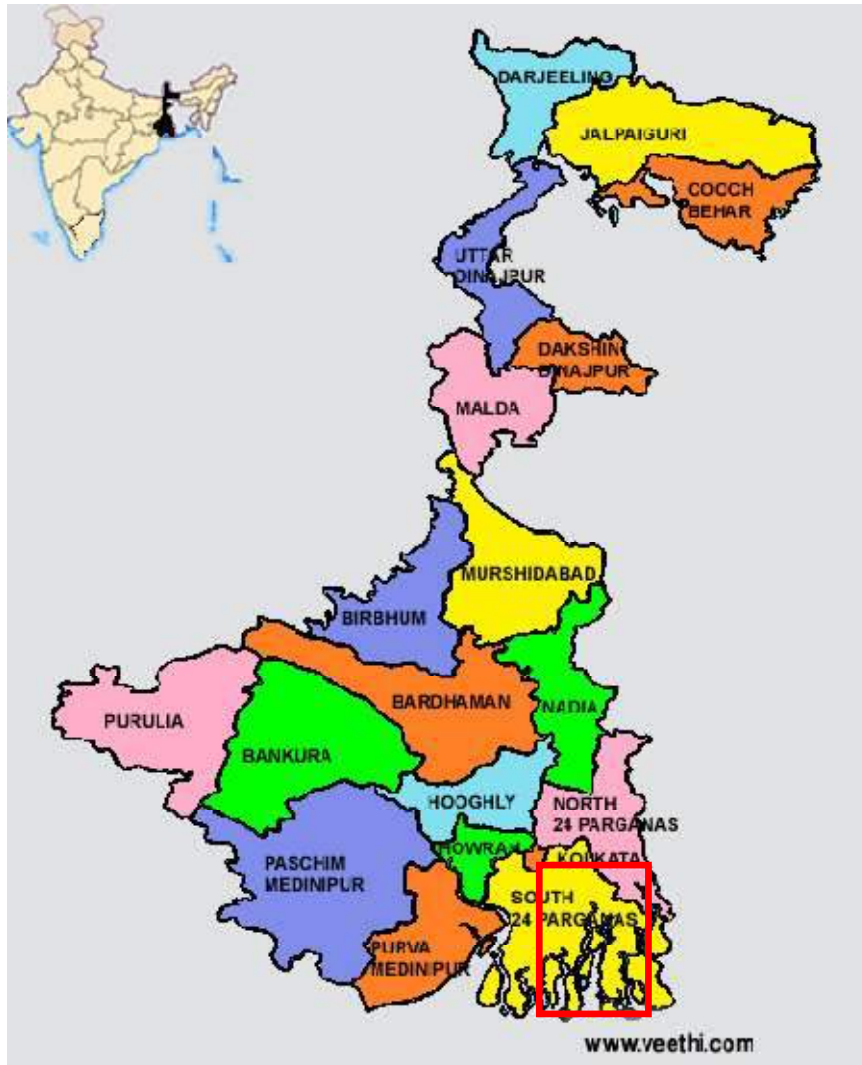 DARJEELING
JALPAIGURI
COCCH
BEHAR
UTTAR
DINAJPUR
DAKSHIN
DINAJPUR
MALDA
MURSHIDABAD
BIRBHUM
BARDHAMAN
NADIA
PURULIA
BANKURA
HOOGHLY
NORTH
24 PARGANAS
HOWRAH
KOLKATA
PASCHIM
MEDINIPUR
SOUTH
24 PARGANAS
PURVA
MEDINIPUR
www.veethi.com